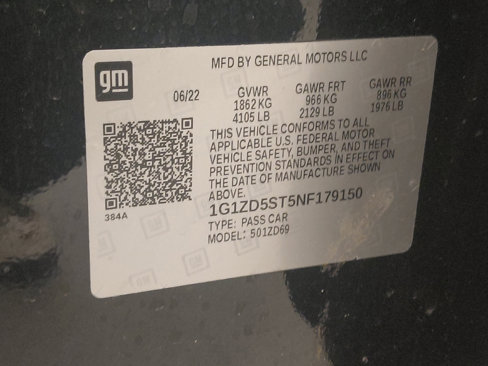 gm
MFD BY GENERAL MOTORS LLC
06/22
GVWR GAWR FRT GAWR RR
1862 KG 966 KG 896 KG
4105 LB 2129 LB 1976 LB
THIS VEHICLE CONFORMS TO ALL
APPLICABLE U.S. FEDERAL MOTOR
VEHICLE SAFETY, BUMPER, AND THEFT
PREVENTION STANDARDS IN EFFECT ON
THE DATE OF MANUFACTURE SHOWN
ABOVE.
384A
1G1ZD5ST5NF179150
TYPE: PASS CAR
MODEL: 501ZD69